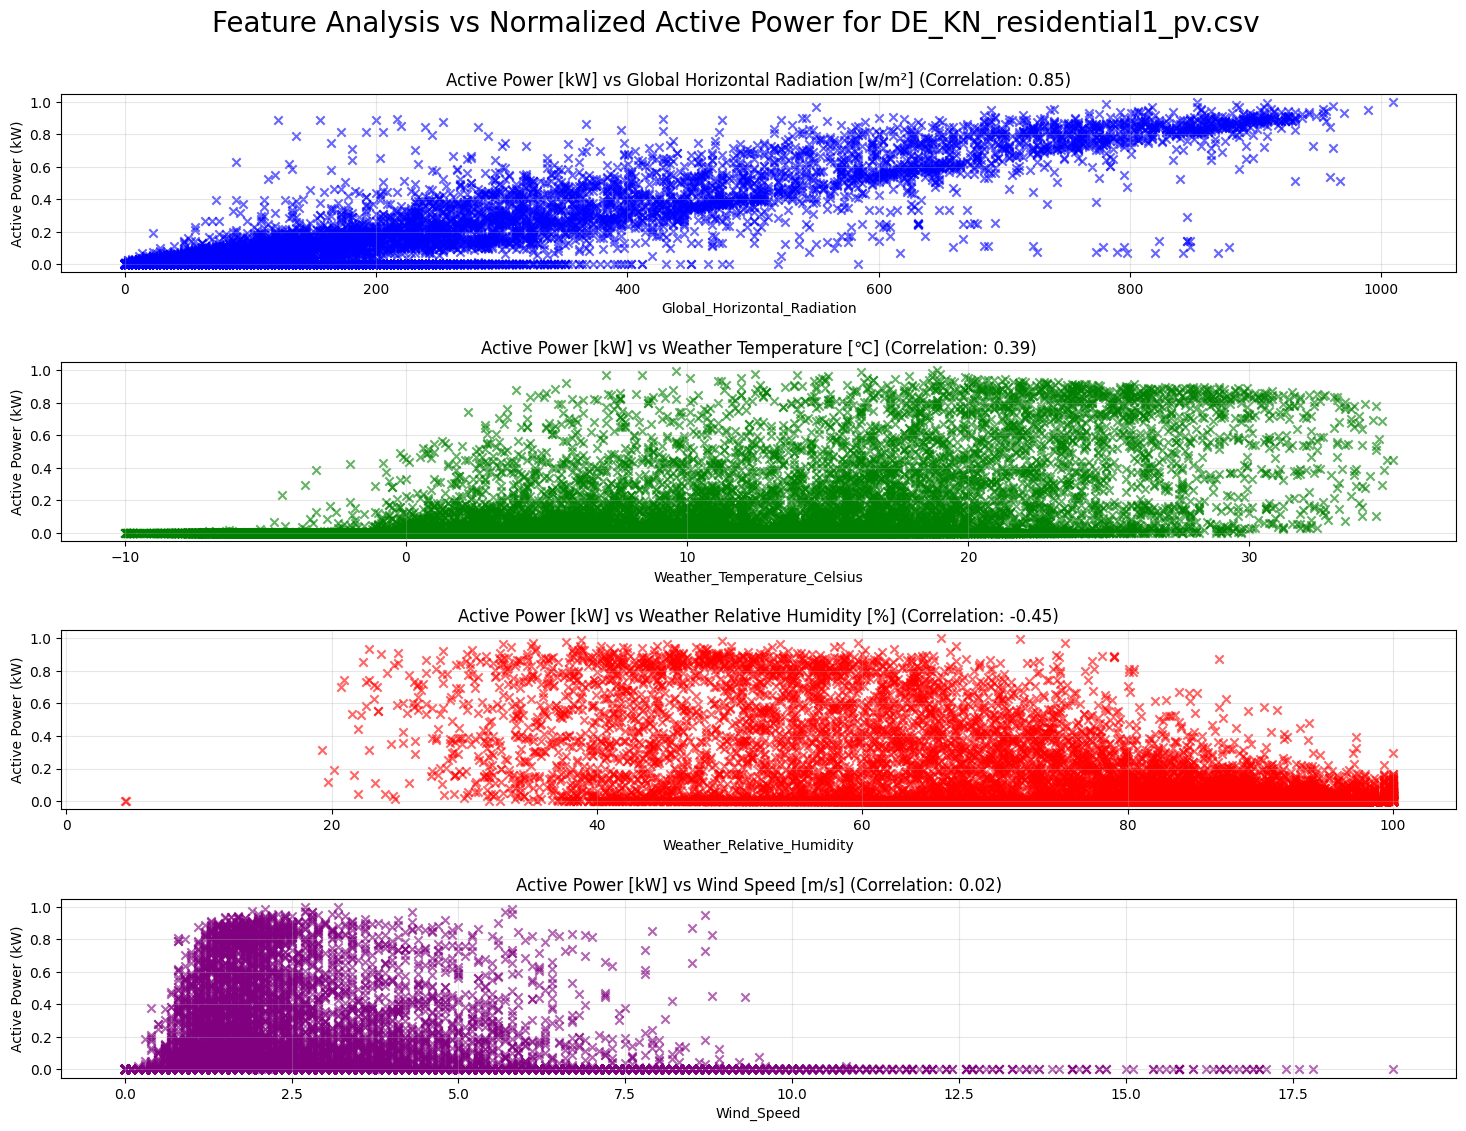 Feature Analysis vs Normalized Active Power for DE_KN_residential1_pv.csv
Active Power [kW] vs Global Horizontal Radiation [w/m²] (Correlation: 0.85)
Active Power (kW)
1.0
0.8
0.6
0.4
0.2
0.0
0 200 400 600 800 1000
Global_Horizontal_Radiation
Active Power [kW] vs Weather Temperature [℃] (Correlation: 0.39)
Active Power (kW)
1.0
0.8
0.6
0.4
0.2
0.0
−10 0 10 20 30
Weather_Temperature_Celsius
Active Power [kW] vs Weather Relative Humidity [%] (Correlation: -0.45)
Active Power (kW)
1.0
0.8
0.6
0.4
0.2
0.0
0 20 40 60 80 100
Weather_Relative_Humidity
Active Power [kW] vs Wind Speed [m/s] (Correlation: 0.02)
Active Power (kW)
1.0
0.8
0.6
0.4
0.2
0.0
0.0 2.5 5.0 7.5 10.0 12.5 15.0 17.5
Wind_Speed